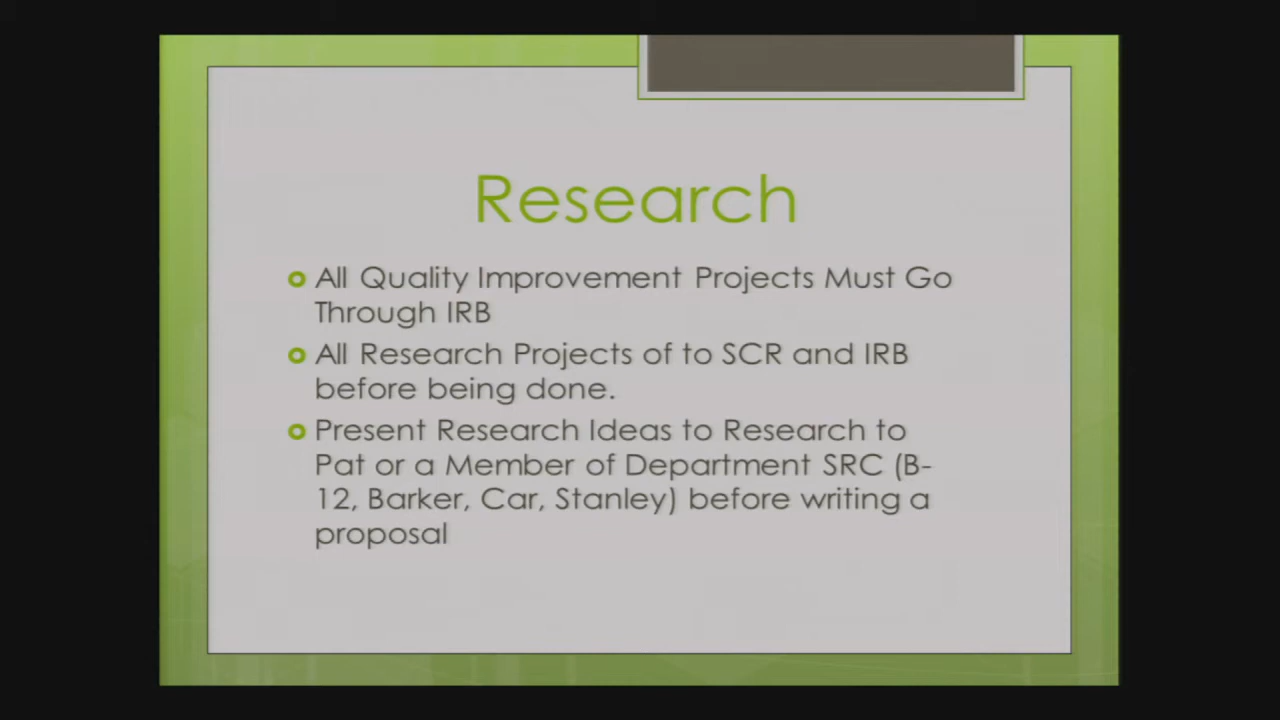 Research
All Quality Improvement Projects Must Go
Through IRB
All Research Projects of to SCR and IRB
before being done.
Present Research Ideas to Research to
Pat or a Member of Department SRC (B-
12, Barker, Car, Stanley) before writing a
proposal